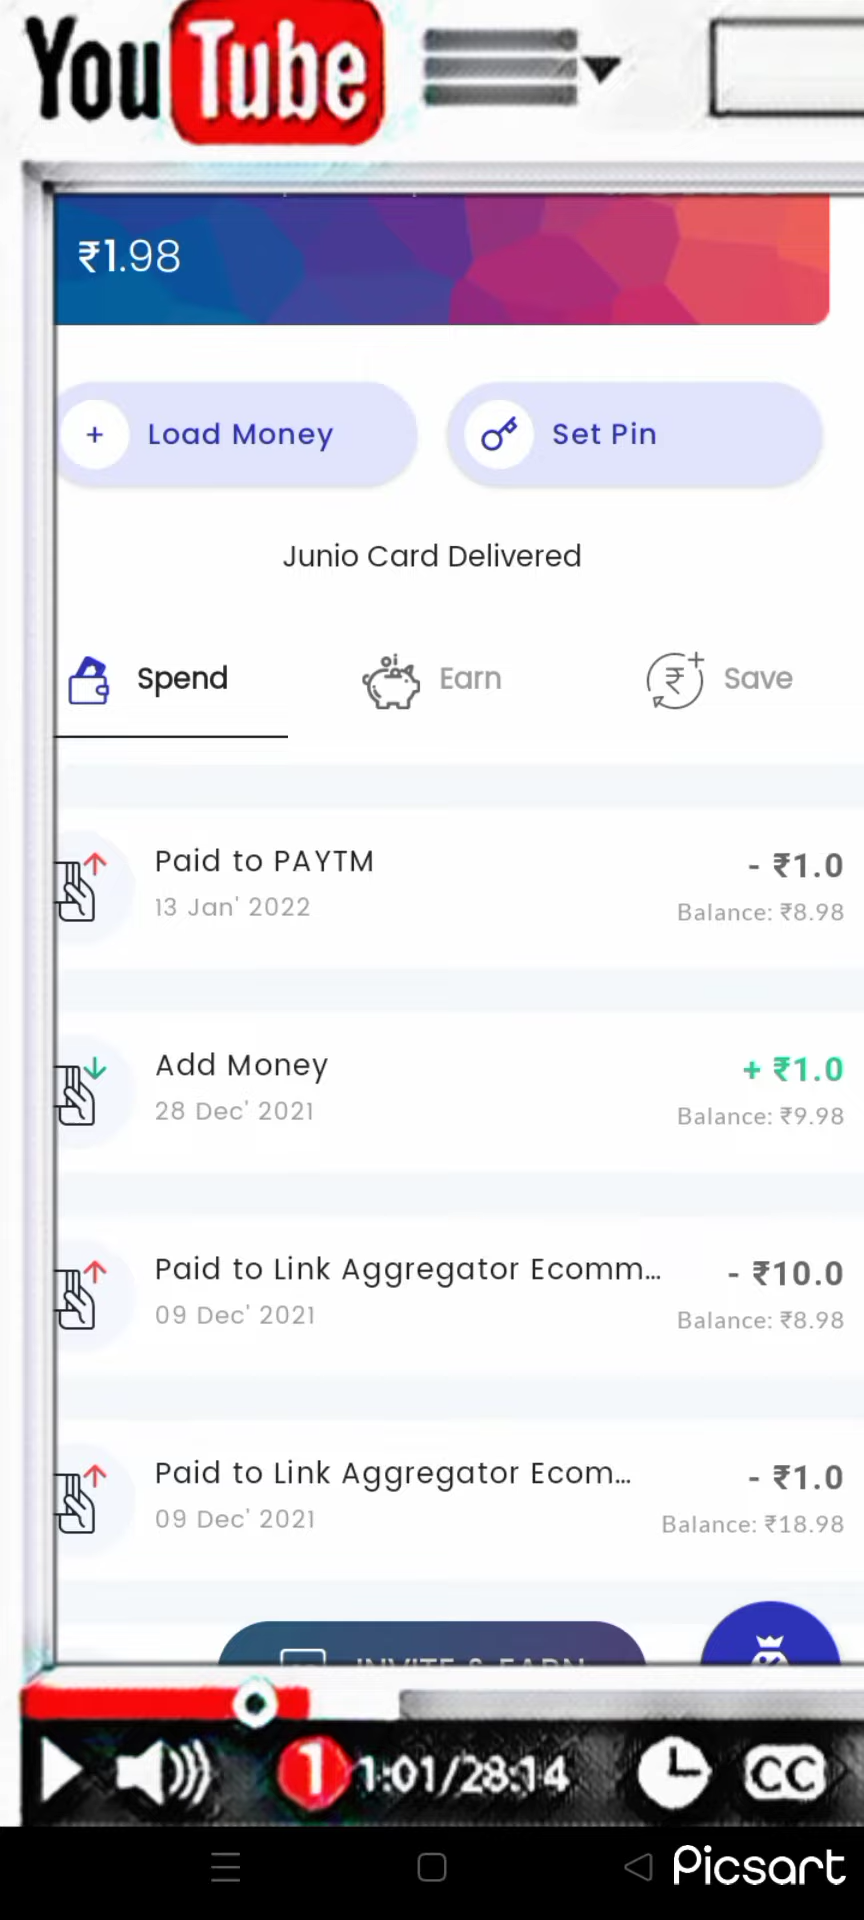 YouTube
₹1.98
+ Load Money
Set Pin
Junio Card Delivered
Spend
Earn
Save
Paid to PAYTM
- ₹1.0
13 Jan' 2022
Balance: ₹8.98
Add Money
+ ₹1.0
28 Dec' 2021
Balance: ₹9.98
Paid to Link Aggregator Ecomm...
- ₹10.0
09 Dec' 2021
Balance: ₹8.98
Paid to Link Aggregator Ecom...
- ₹1.0
09 Dec' 2021
Balance: ₹18.98
INVITE & EARN
1 1:01/28:14
CC
Picsart